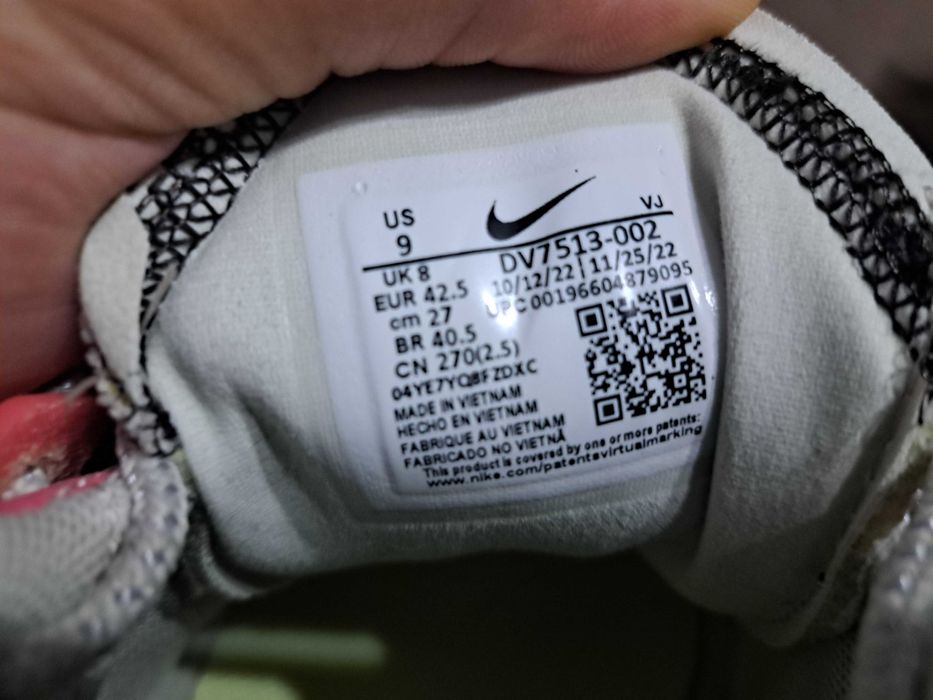 US
9
VJ
DV7513-002
10/12/22 | 11/25/22
UPC 00196604879095
UK 8
EUR 42.5
cm 27
BR 40.5
CN 270(2.5)
04YE7YQBFZDXC
MADE IN VIETNAM
HECHO EN VIETNAM
FABRIQUE AU VIETNAM
FABRICADO NO VIETNÃ
This product is covered by one or more patents:
www.nike.com/patentsvirtualmarking